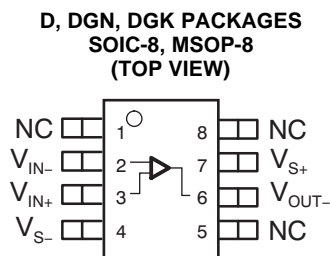 D, DGN, DGK PACKAGES
SOIC-8, MSOP-8
(TOP VIEW)
NC 1 8 NC
VIN– 2 7 VS+
VIN+ 3 6 VOUT–
VS– 4 5 NC